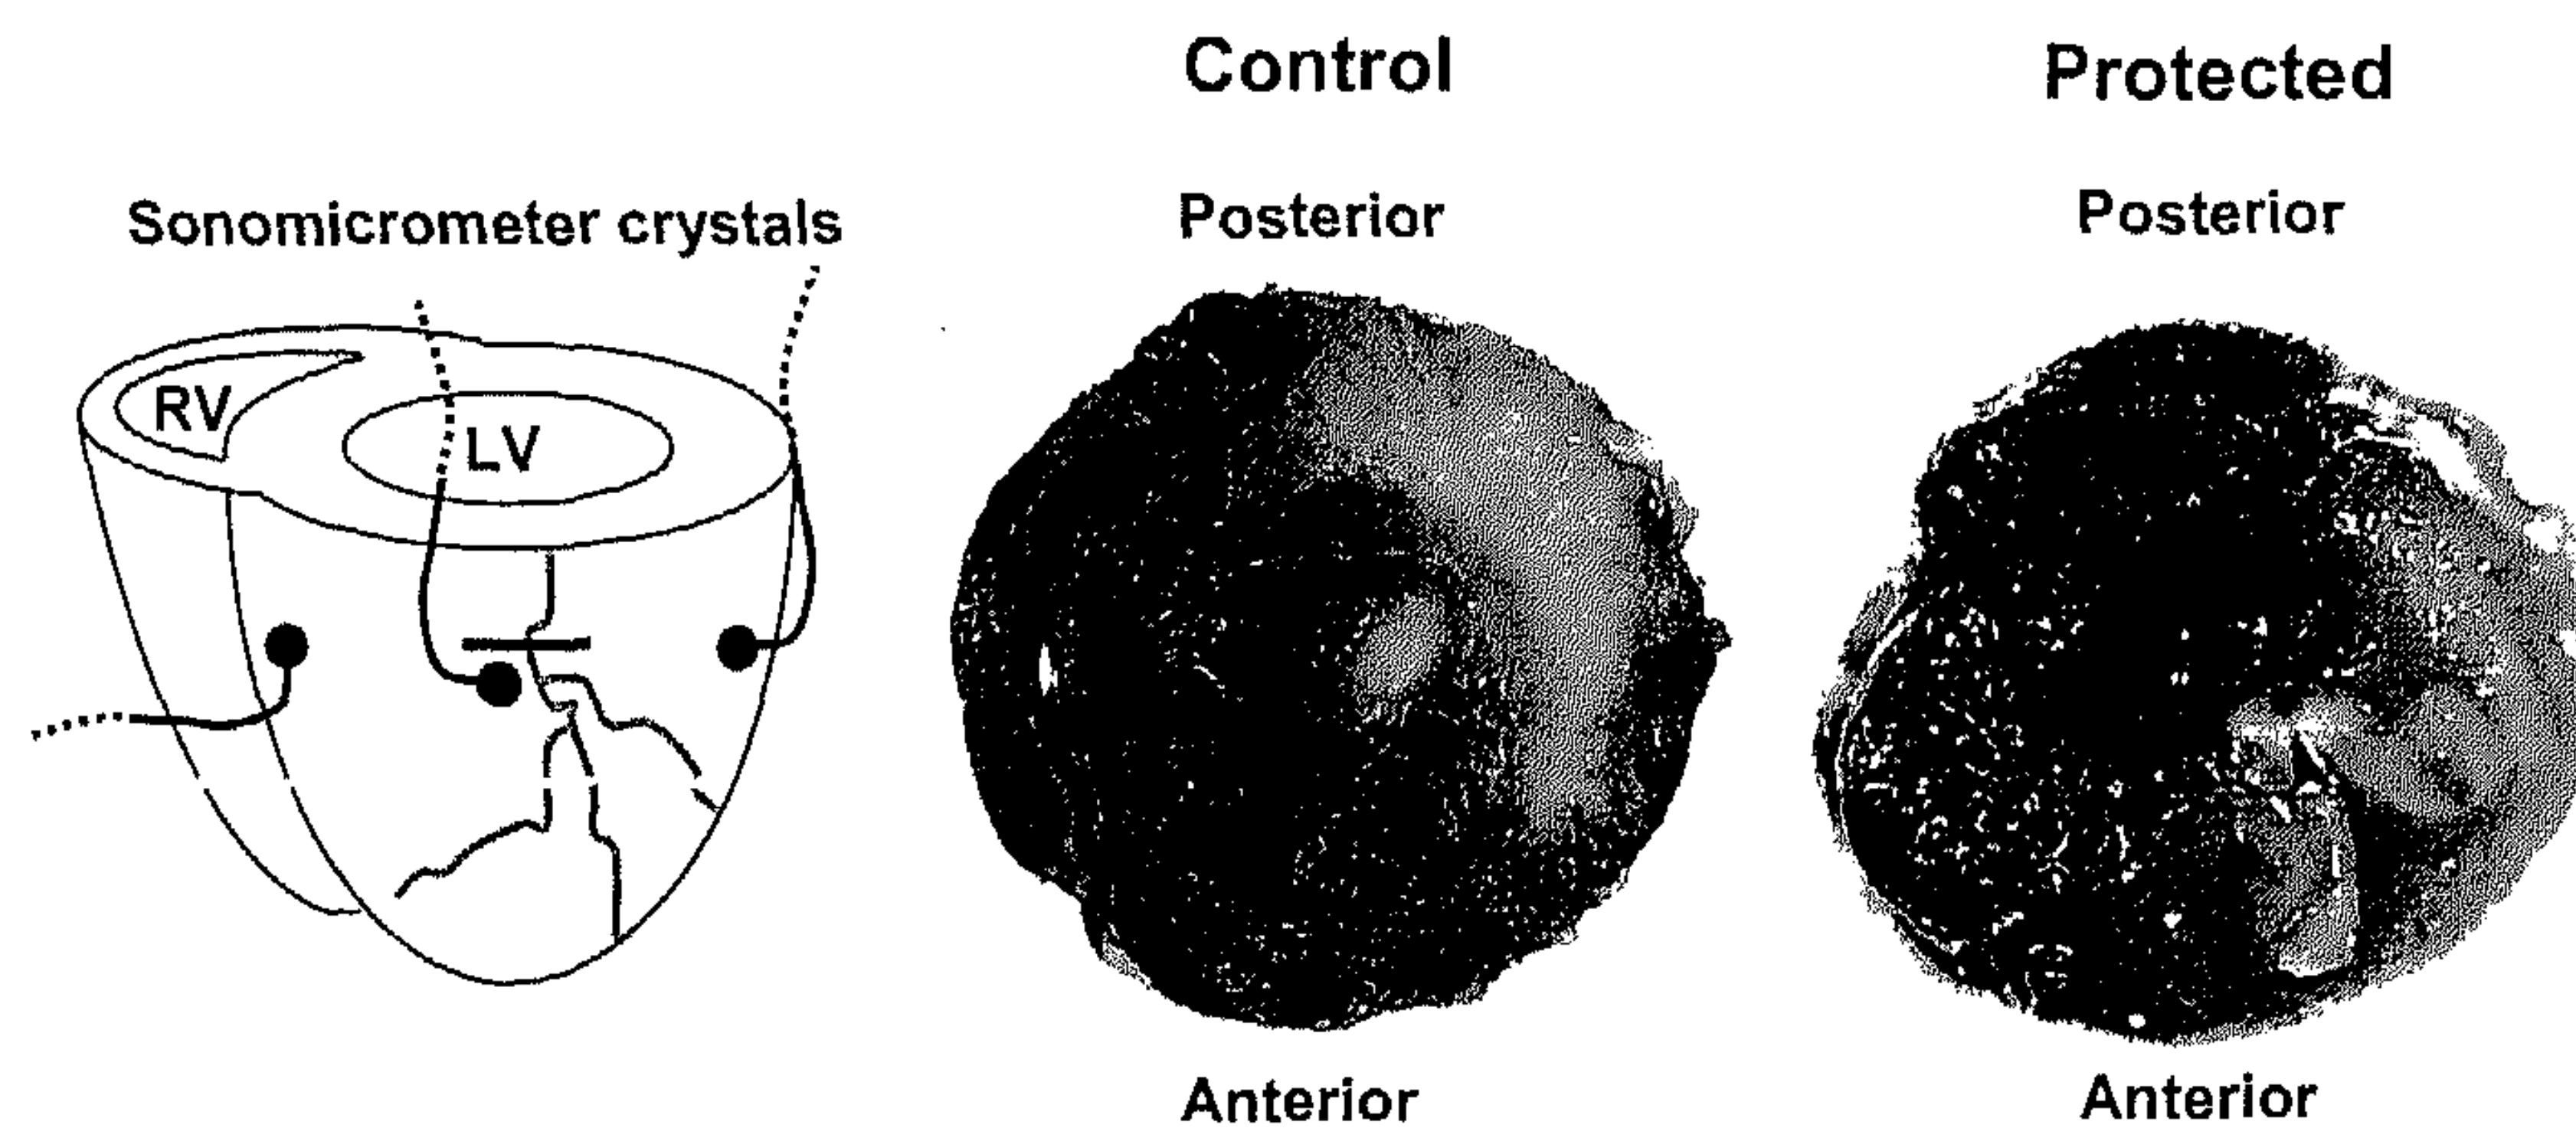 Control
Protected
Sonomicrometer crystals
Posterior
Posterior
RV
LV
Anterior
Anterior